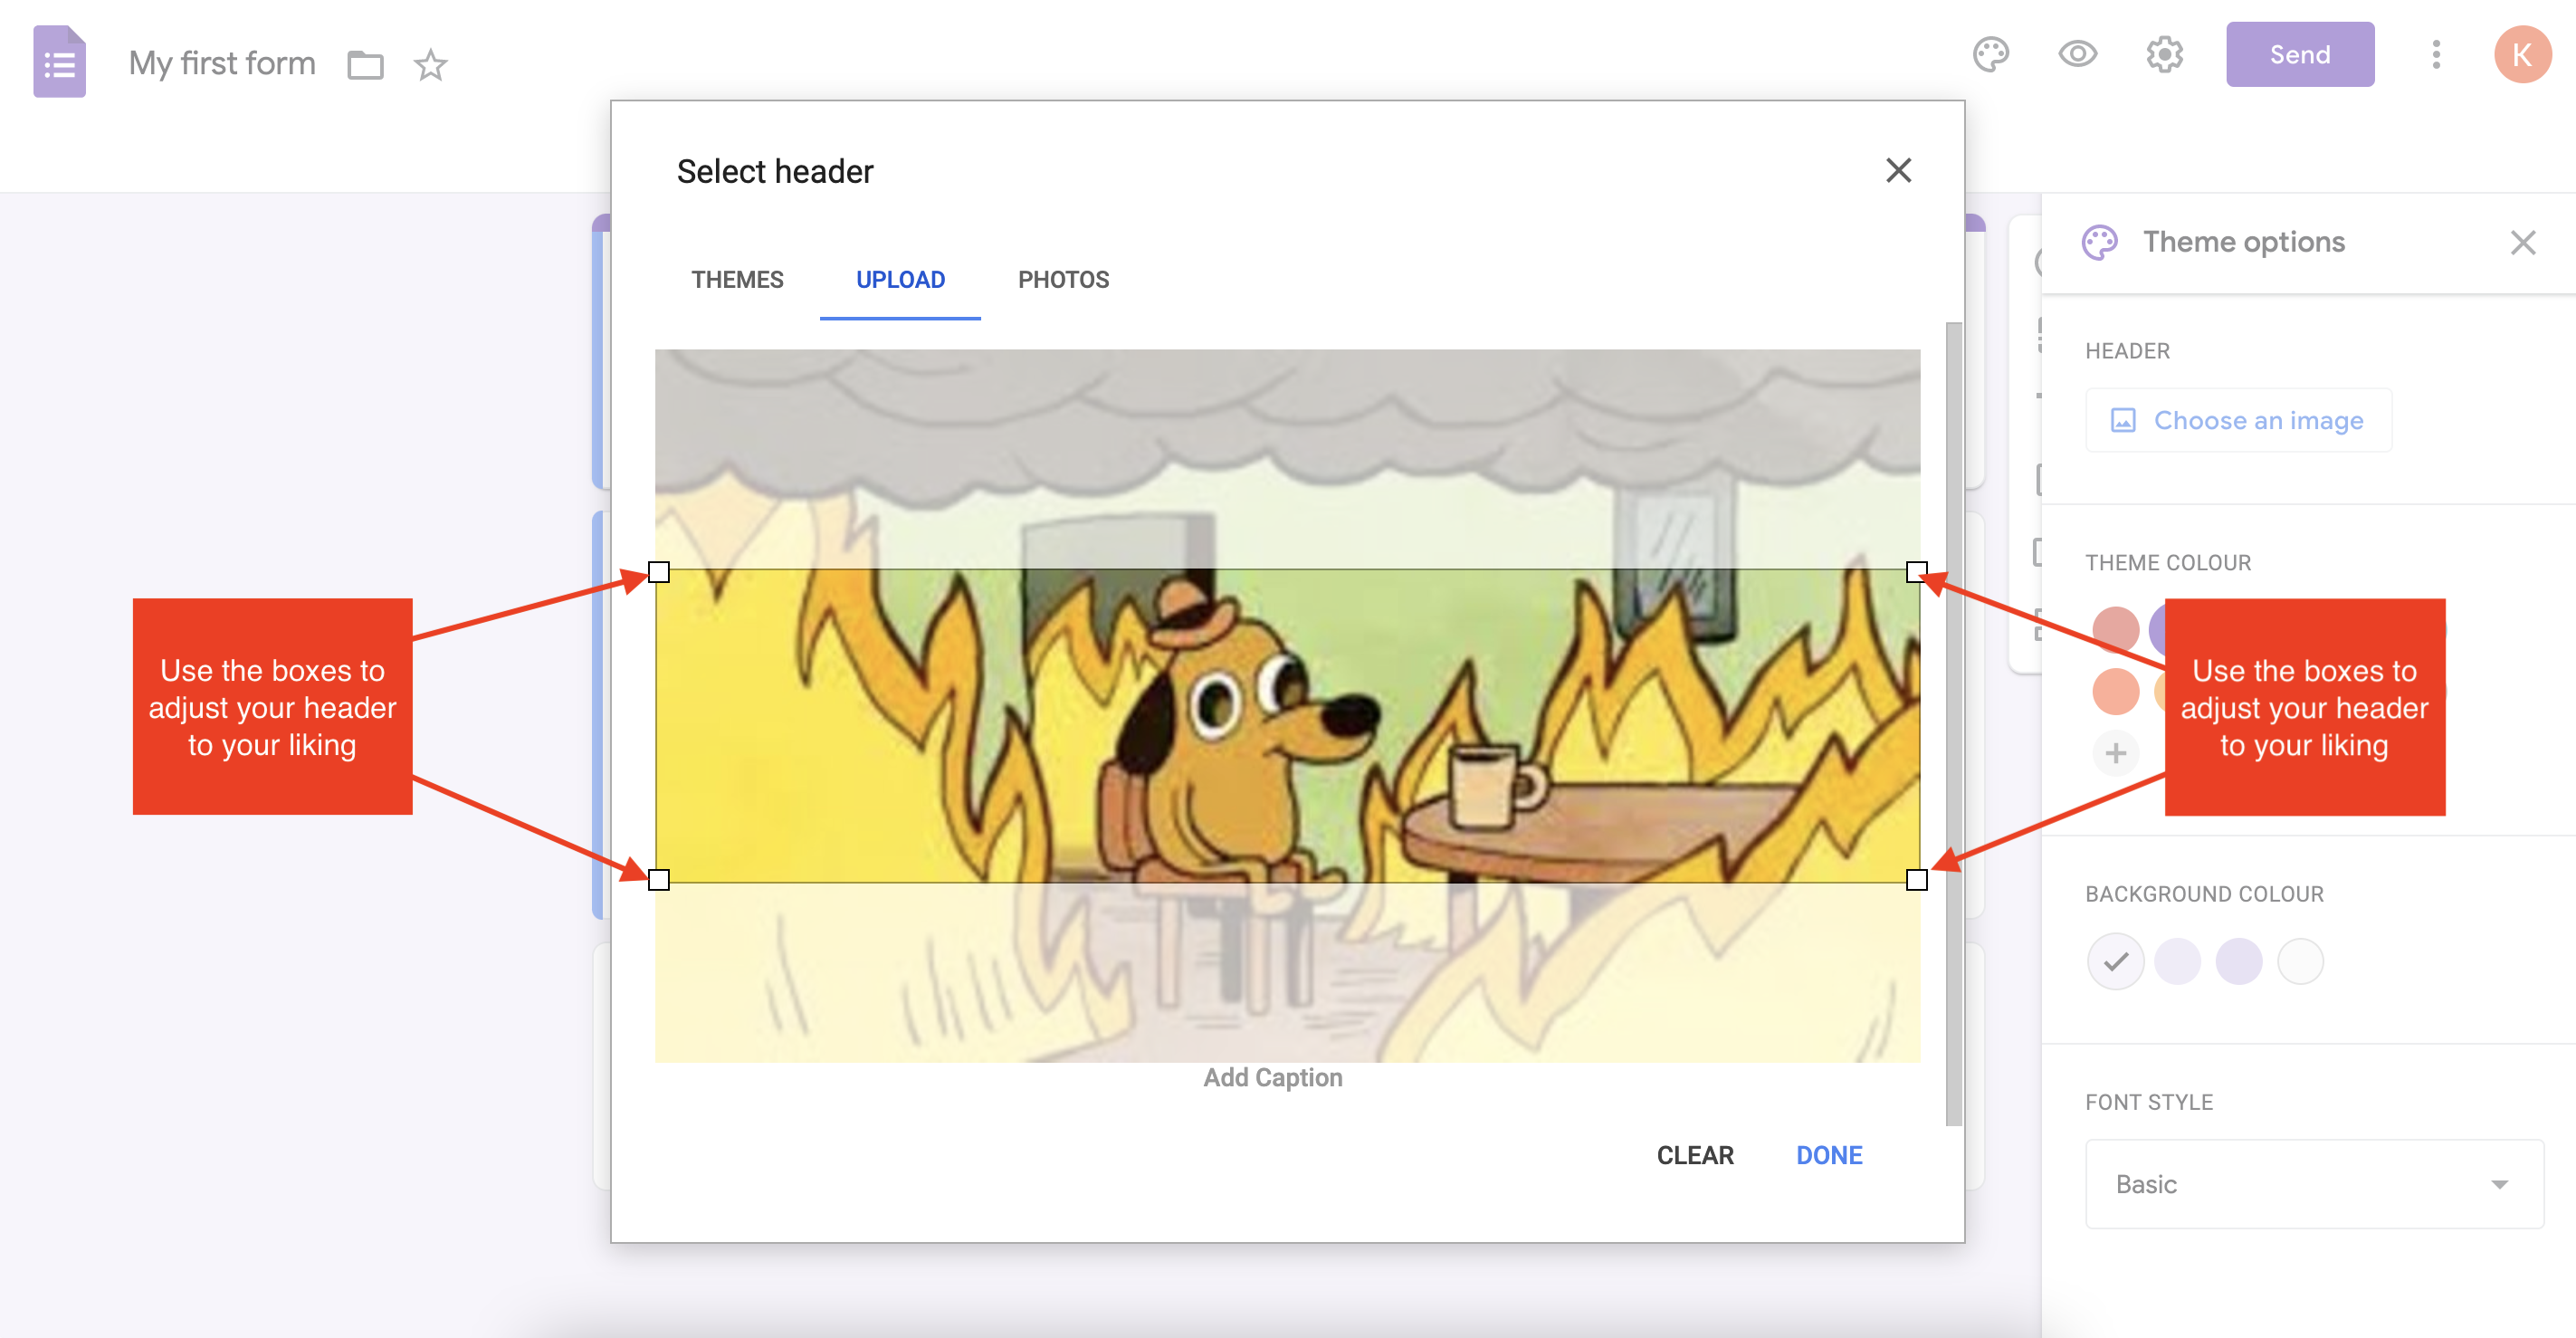 My first form
Send
K
Select header
THEMES
UPLOAD
PHOTOS
Theme options
HEADER
Choose an image
THEME COLOUR
Use the boxes to
adjust your header
to your liking
Use the boxes to
adjust your header
to your liking
BACKGROUND COLOUR
Add Caption
FONT STYLE
CLEAR
DONE
Basic